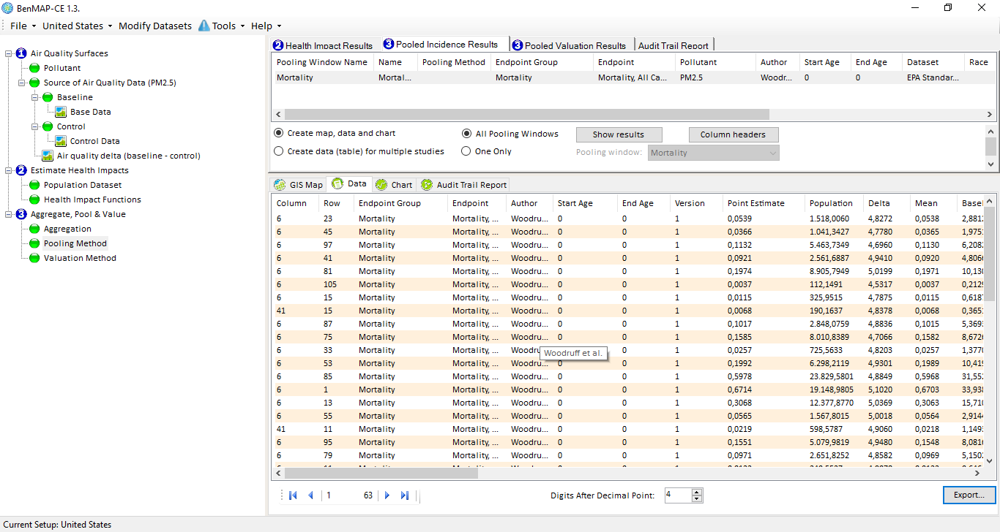 BenMAP-CE 1.3.
File United States Modify Datasets Tools Help
1 Air Quality Surfaces
Pollutant
Source of Air Quality Data (PM2.5)
Baseline
Base Data
Control
Control Data
Air quality delta (baseline - control)
2 Estimate Health Impacts
Population Dataset
Health Impact Functions
3 Aggregate, Pool & Value
Aggregation
Pooling Method
Valuation Method
2 Health Impact Results 3 Pooled Incidence Results 3 Pooled Valuation Results Audit Trail Report
Pooling Window Name Name Pooling Method Endpoint Group Endpoint Pollutant Author Start Age End Age Dataset Race
Mortality Mortal... Mortality Mortality, All Ca... PM2.5 Woodr... 0 0 EPA Standar...
Create map, data and chart All Pooling Windows Show results Column headers
Create data (table) for multiple studies One Only Pooling window: Mortality
GIS Map Data Chart Audit Trail Report
Column Row Endpoint Group Endpoint Author Start Age End Age Version Point Estimate Population Delta Mean
6 23 Mortality Mortality, ... Woodru... 0 0 1 0,0539 1.518,0060 4,8272 0,0538 2,881
6 45 Mortality Mortality, ... Woodru... 0 0 1 0,0366 1.041,3427 4,7780 0,0365 1,975
6 97 Mortality Mortality, ... Woodru... 0 0 1 0,1132 5.463,7349 4,6960 0,1130 6,208
6 41 Mortality Mortality, ... Woodru... 0 0 1 0,0921 2.561,6887 4,9410 0,0920 4,806
6 81 Mortality Mortality, ... Woodru... 0 0 1 0,1974 8.905,7949 5,0199 0,1971 10,13
6 105 Mortality Mortality, ... Woodru... 0 0 1 0,0037 112,1491 4,5317 0,0037 0,212
6 15 Mortality Mortality, ... Woodru... 0 0 1 0,0115 325,9515 4,7875 0,0115 0,618
41 15 Mortality Mortality, ... Woodru... 0 0 1 0,0068 190,1637 4,8378 0,0068 0,365
6 87 Mortality Mortality, ... Woodru... 0 0 1 0,1017 2.848,0759 4,8836 0,1015 5,369
6 75 Mortality Mortality, ... Woodru... 0 0 1 0,1585 8.010,8389 4,7066 0,1582 8,672
6 33 Mortality Mortality, ... Woodru 0 1 0,0257 725,5633 4,8203 0,0257 1,377
Woodruff et al.
6 53 Mortality Mortality, ... Woodru... 0 0 1 0,1992 6.298,2119 4,9301 0,1989 10,41
6 85 Mortality Mortality, ... Woodru... 0 0 1 0,5978 23.829,5801 4,8849 0,5968 31,55
6 1 Mortality Mortality, ... Woodru... 0 0 1 0,6714 19.148,9805 5,1020 0,6703 33,93
6 13 Mortality Mortality, ... Woodru... 0 0 1 0,3068 12.377,8770 5,0369 0,3063 15,71
6 55 Mortality Mortality, ... Woodru... 0 0 1 0,0565 1.567,8015 5,0018 0,0564 2,914
41 11 Mortality Mortality, ... Woodru... 0 0 1 0,0219 598,5787 4,9060 0,0218 1,149
6 95 Mortality Mortality, ... Woodru... 0 0 1 0,1551 5.079,9819 4,9480 0,1548 8,081
6 79 Mortality Mortality, ... Woodru... 0 0 1 0,0971 2.651,8252 4,8582 0,0969 5,150
1 63 Digits After Decimal Point: 4 Export...
Current Setup: United States